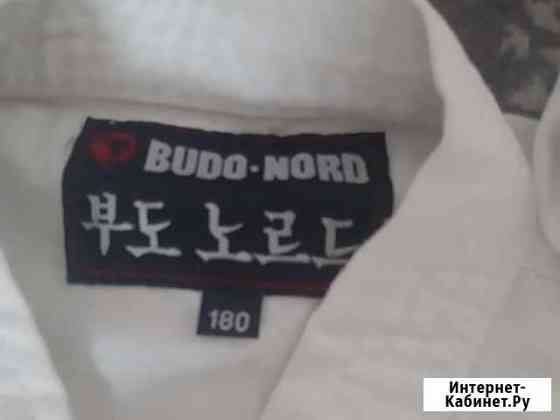 BUDO·NORD
부도 노르드
180
Интернет-
Кабинет.Ру